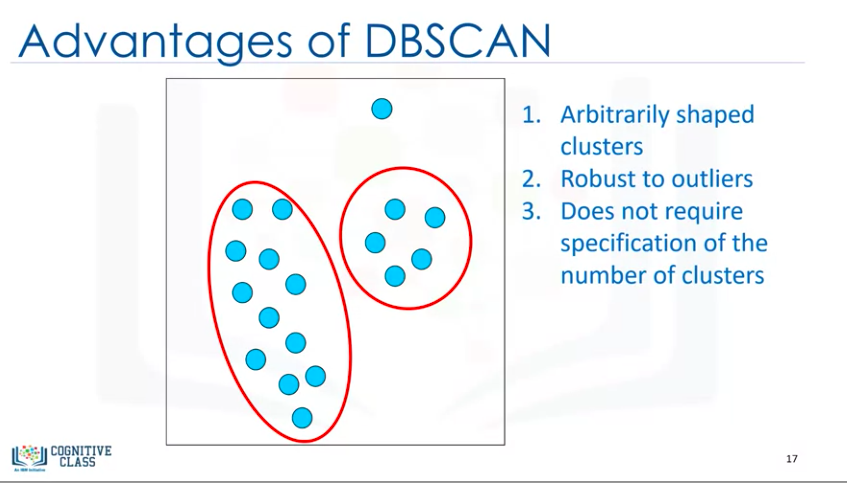 Advantages of DBSCAN
1. Arbitrarily shaped
clusters
2. Robust to outliers
3. Does not require
specification of the
number of clusters
COGNITIVE
CLASS
An IBM Initiative
17